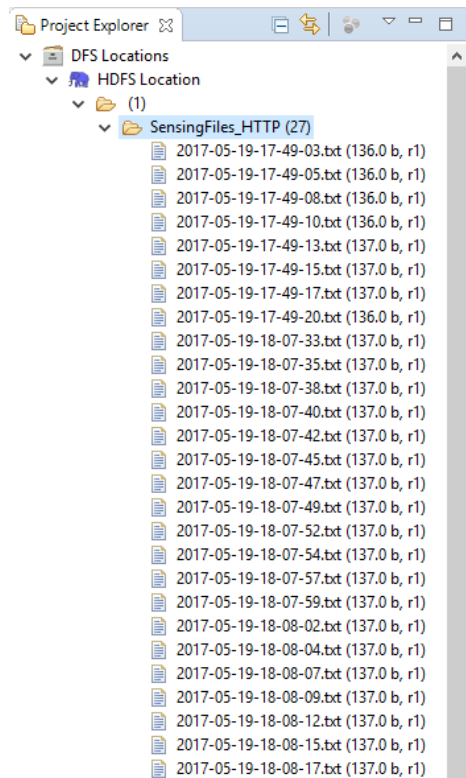 Project Explorer
DFS Locations
HDFS Location
(1)
SensingFiles_HTTP (27)
2017-05-19-17-49-03.txt (136.0 b, r1)
2017-05-19-17-49-05.txt (136.0 b, r1)
2017-05-19-17-49-08.txt (136.0 b, r1)
2017-05-19-17-49-10.txt (136.0 b, r1)
2017-05-19-17-49-13.txt (137.0 b, r1)
2017-05-19-17-49-15.txt (137.0 b, r1)
2017-05-19-17-49-17.txt (137.0 b, r1)
2017-05-19-17-49-20.txt (136.0 b, r1)
2017-05-19-18-07-33.txt (137.0 b, r1)
2017-05-19-18-07-35.txt (137.0 b, r1)
2017-05-19-18-07-38.txt (137.0 b, r1)
2017-05-19-18-07-40.txt (137.0 b, r1)
2017-05-19-18-07-42.txt (137.0 b, r1)
2017-05-19-18-07-45.txt (137.0 b, r1)
2017-05-19-18-07-47.txt (137.0 b, r1)
2017-05-19-18-07-49.txt (137.0 b, r1)
2017-05-19-18-07-52.txt (137.0 b, r1)
2017-05-19-18-07-54.txt (137.0 b, r1)
2017-05-19-18-07-57.txt (137.0 b, r1)
2017-05-19-18-07-59.txt (137.0 b, r1)
2017-05-19-18-08-02.txt (137.0 b, r1)
2017-05-19-18-08-04.txt (137.0 b, r1)
2017-05-19-18-08-07.txt (137.0 b, r1)
2017-05-19-18-08-09.txt (137.0 b, r1)
2017-05-19-18-08-12.txt (137.0 b, r1)
2017-05-19-18-08-15.txt (137.0 b, r1)
2017-05-19-18-08-17.txt (137.0 b, r1)